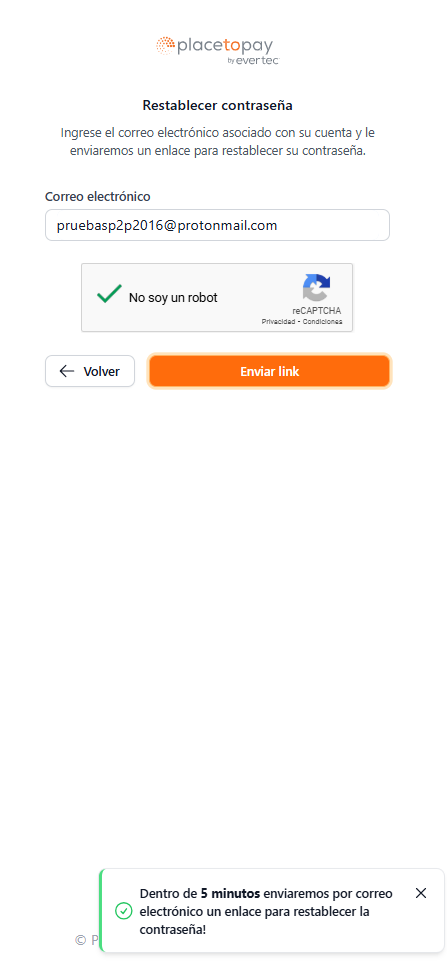 placetopay
by evertec
Restablecer contraseña
Ingrese el correo electrónico asociado con su cuenta y le
enviaremos un enlace para restablecer su contraseña.
Correo electrónico
pruebasp2p2016@protonmail.com
No soy un robot
reCAPTCHA
Privacidad - Condiciones
Volver
Enviar link
Dentro de 5 minutos enviaremos por correo
electrónico un enlace para restablecer la
contraseña!
© P